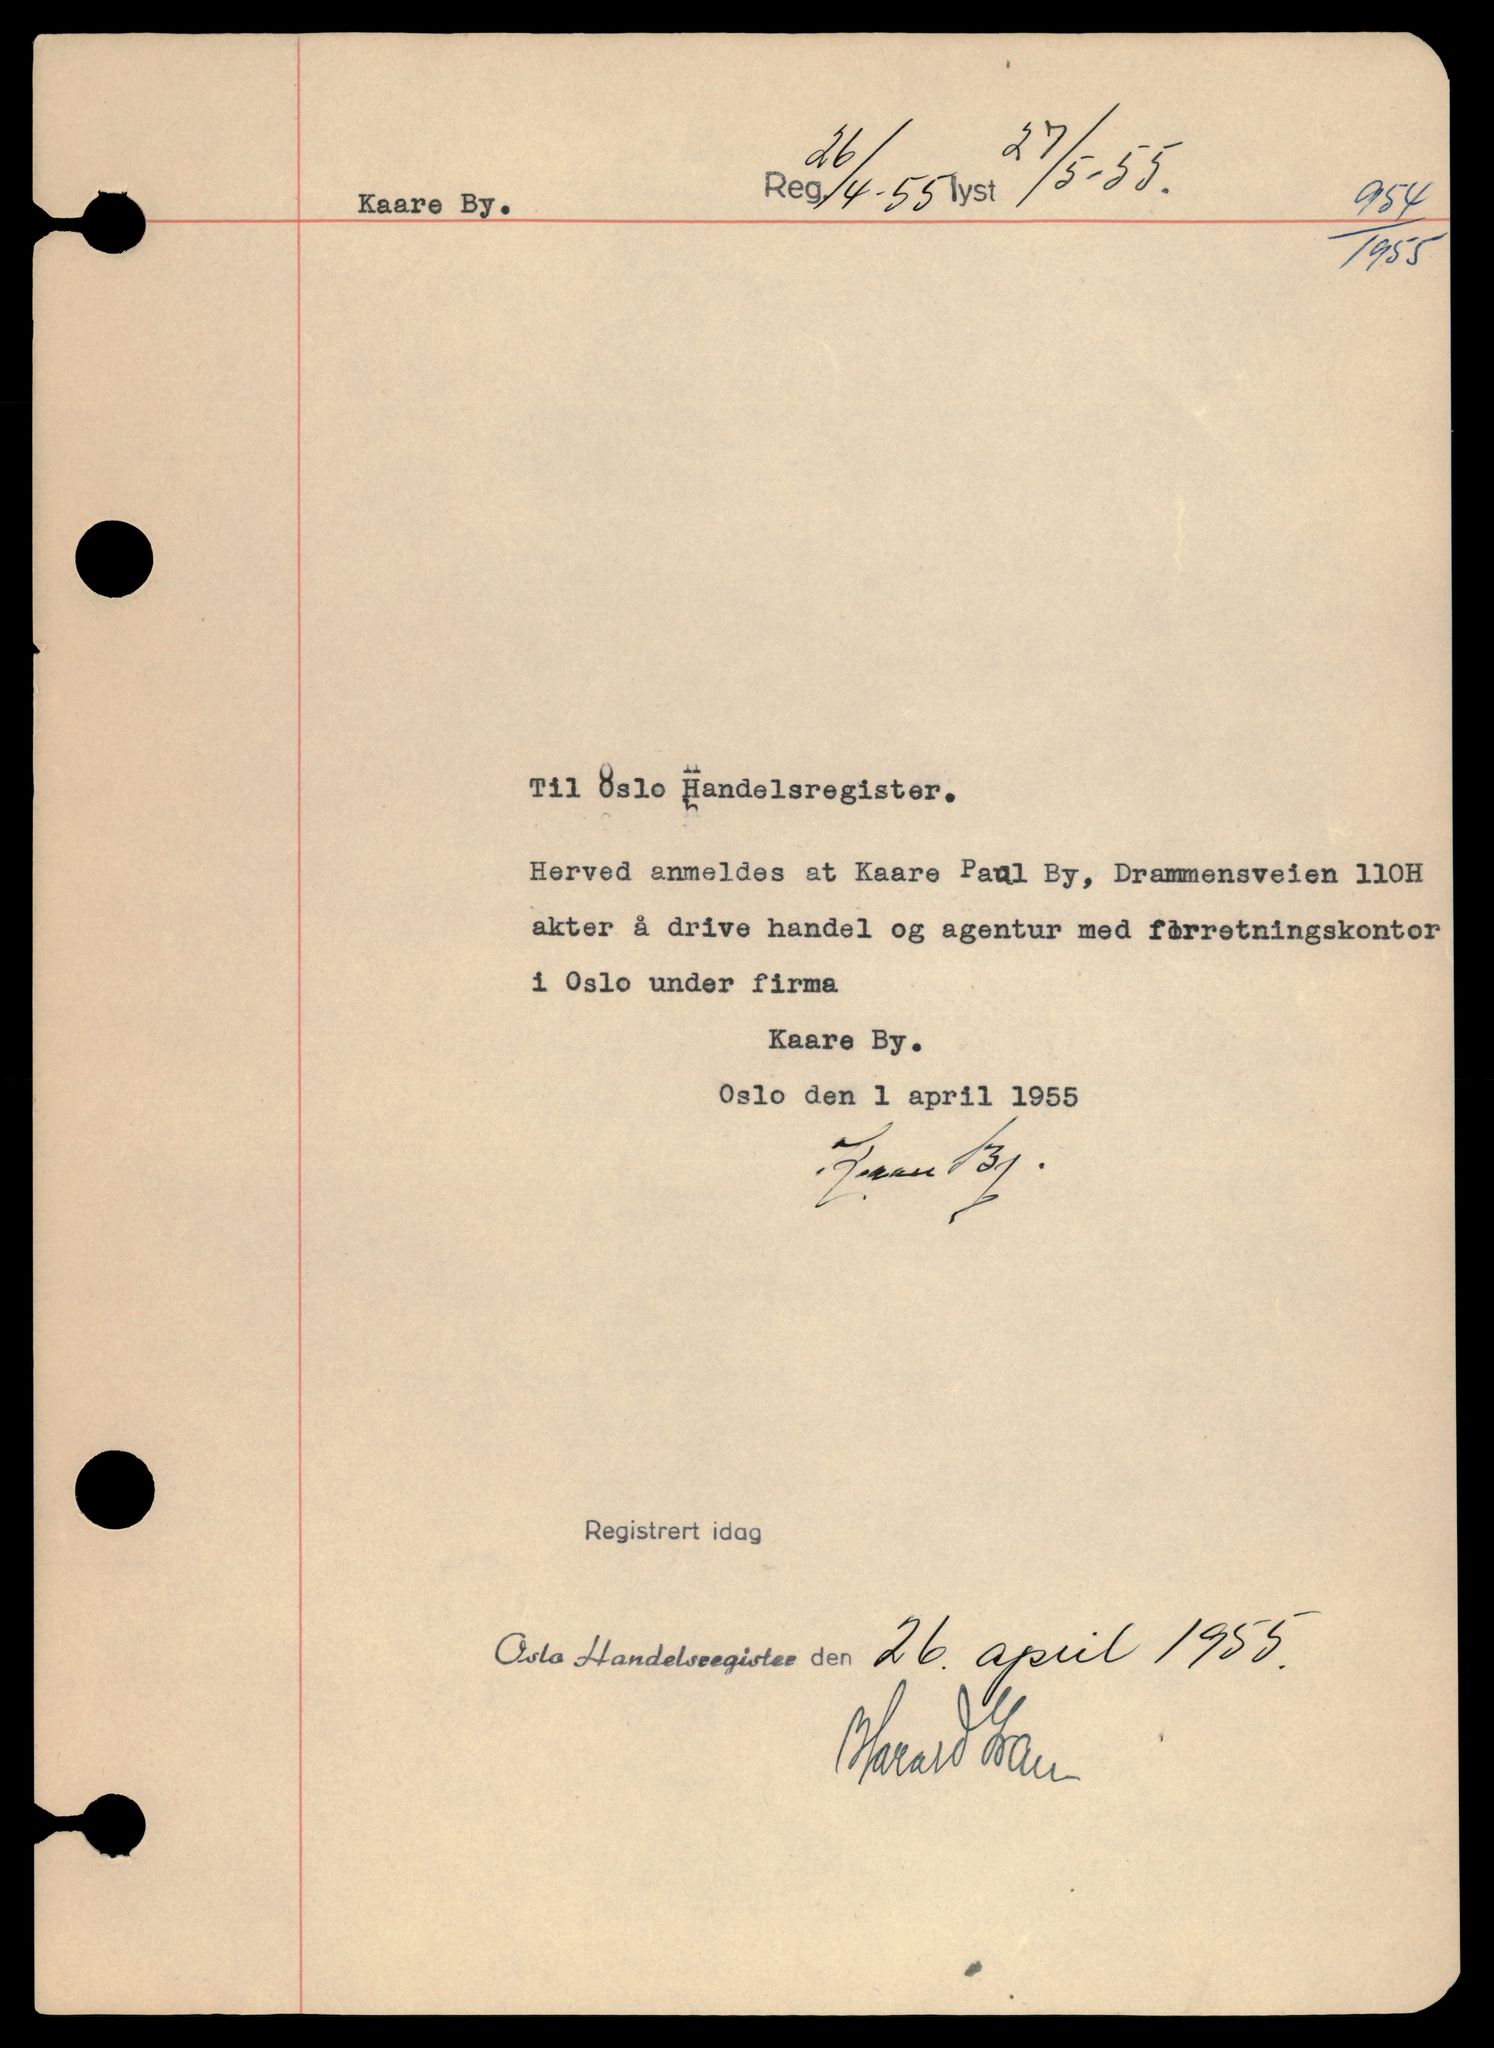 Kaare By.
Reg. 26/4-55 lyst 27/5-55.
954
1955
Til Oslo Handelsregister.
Herved anmeldes at Kaare Paul By, Drammensveien 110H
akter å drive handel og agentur med forretningskontor
i Oslo under firma
Kaare By.
Oslo den 1 april 1955
Kaare By.
Registrert idag
Oslo Handelsregister den 26. april 1955.
Harald